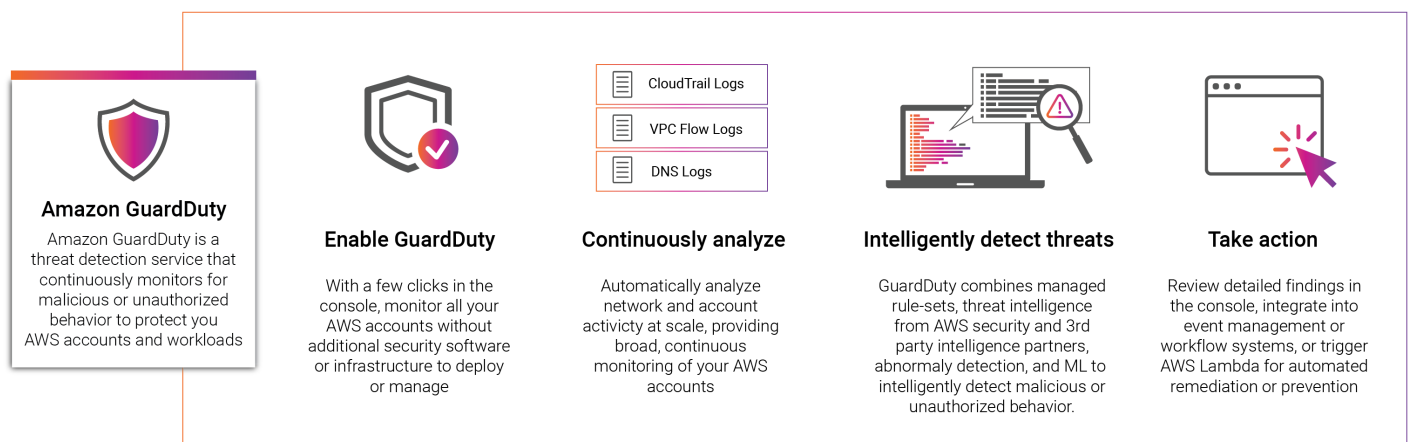 Amazon GuardDuty
Amazon GuardDuty is a
threat detection service that
continuously monitors for
malicious or unauthorized
behavior to protect you
AWS accounts and workloads
Enable GuardDuty
With a few clicks in the
console, monitor all your
AWS accounts without
additional security software
or infrastructure to deploy
or manage
CloudTrail Logs
VPC Flow Logs
DNS Logs
Continuously analyze
Automatically analyze
network and account
activicty at scale, providing
broad, continuous
monitoring of your AWS
accounts
Intelligently detect threats
GuardDuty combines managed
rule-sets, threat intelligence
from AWS security and 3rd
party intelligence partners,
abnormaly detection, and ML to
intelligently detect malicious or
unauthorized behavior.
Take action
Review detailed findings in
the console, integrate into
event management or
workflow systems, or trigger
AWS Lambda for automated
remediation or prevention